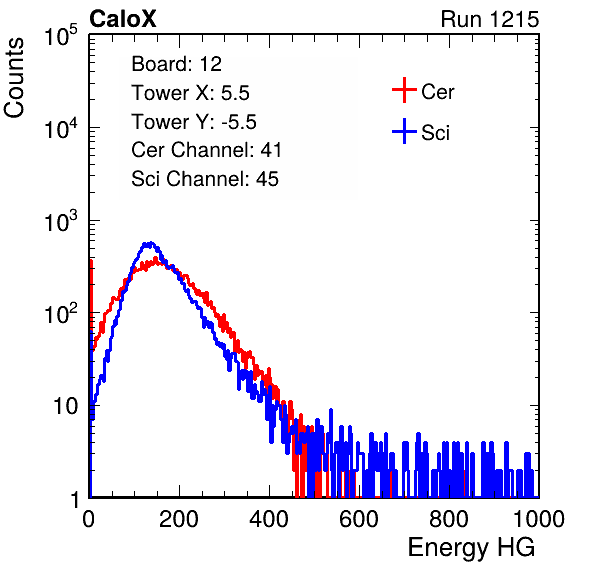 CaloX Run 1215
Counts
Board: 12
Tower X: 5.5
Tower Y: -5.5
Cer Channel: 41
Sci Channel: 45
Cer
Sci
10^5
10^4
10^3
10^2
10
1
0 200 400 600 800 1000
Energy HG